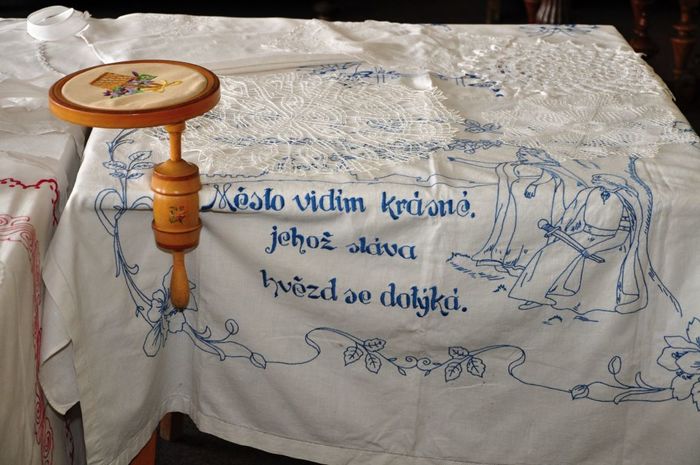 Město vidím krásné.
jehož sláva
hvězd se dotýká.